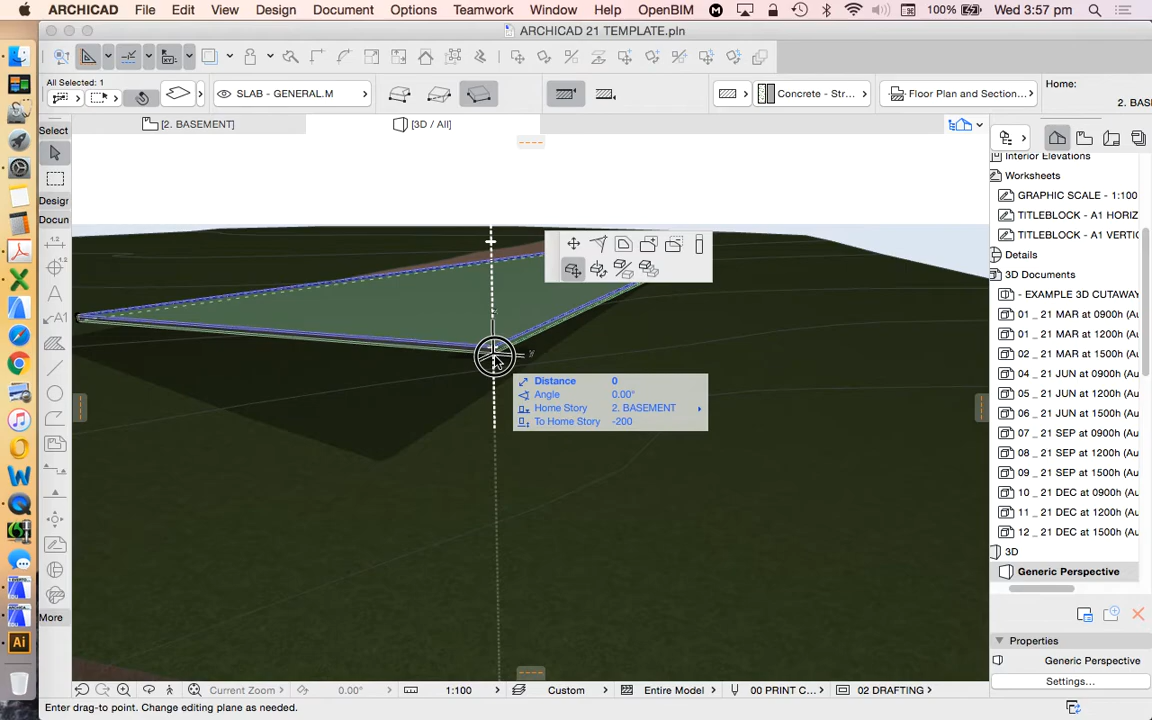 ARCHICAD File Edit View Design Document Options Teamwork Window Help OpenBIM 100% Wed 3:57 pm
ARCHICAD 21 TEMPLATE.pln
All Selected: 1
SLAB - GENERAL.M
Concrete - Str...
Floor Plan and Section...
Home:
2. BAS
Select
[2. BASEMENT]
[3D / All]
Design
Docun
More
Distance 0
Angle 0.00°
Home Story 2. BASEMENT
To Home Story -200
Interior Elevations
Worksheets
GRAPHIC SCALE - 1:100
TITLEBLOCK - A1 HORIZ
TITLEBLOCK - A1 VERTIC
Details
3D Documents
- EXAMPLE 3D CUTAWAY
01 _ 21 MAR at 0900h (Au
01 _ 21 MAR at 1200h (Au
04 _ 21 JUN at 0900h (Au
05 _ 21 JUN at 1200h (Au
06 _ 21 JUN at 1500h (Au
07 _ 21 SEP at 0900h (Au
08 _ 21 SEP at 1200h (Au
09 _ 21 SEP at 1500h (Au
10 _ 21 DEC at 0900h (Au
11 _ 21 DEC at 1200h (Au
12 _ 21 DEC at 1500h (Au
3D
Generic Perspective
Properties
Generic Perspective
Settings...
Current Zoom 0.00° 1:100 Custom Entire Model 00 PRINT C... 02 DRAFTING
Enter drag-to point. Change editing plane as needed.